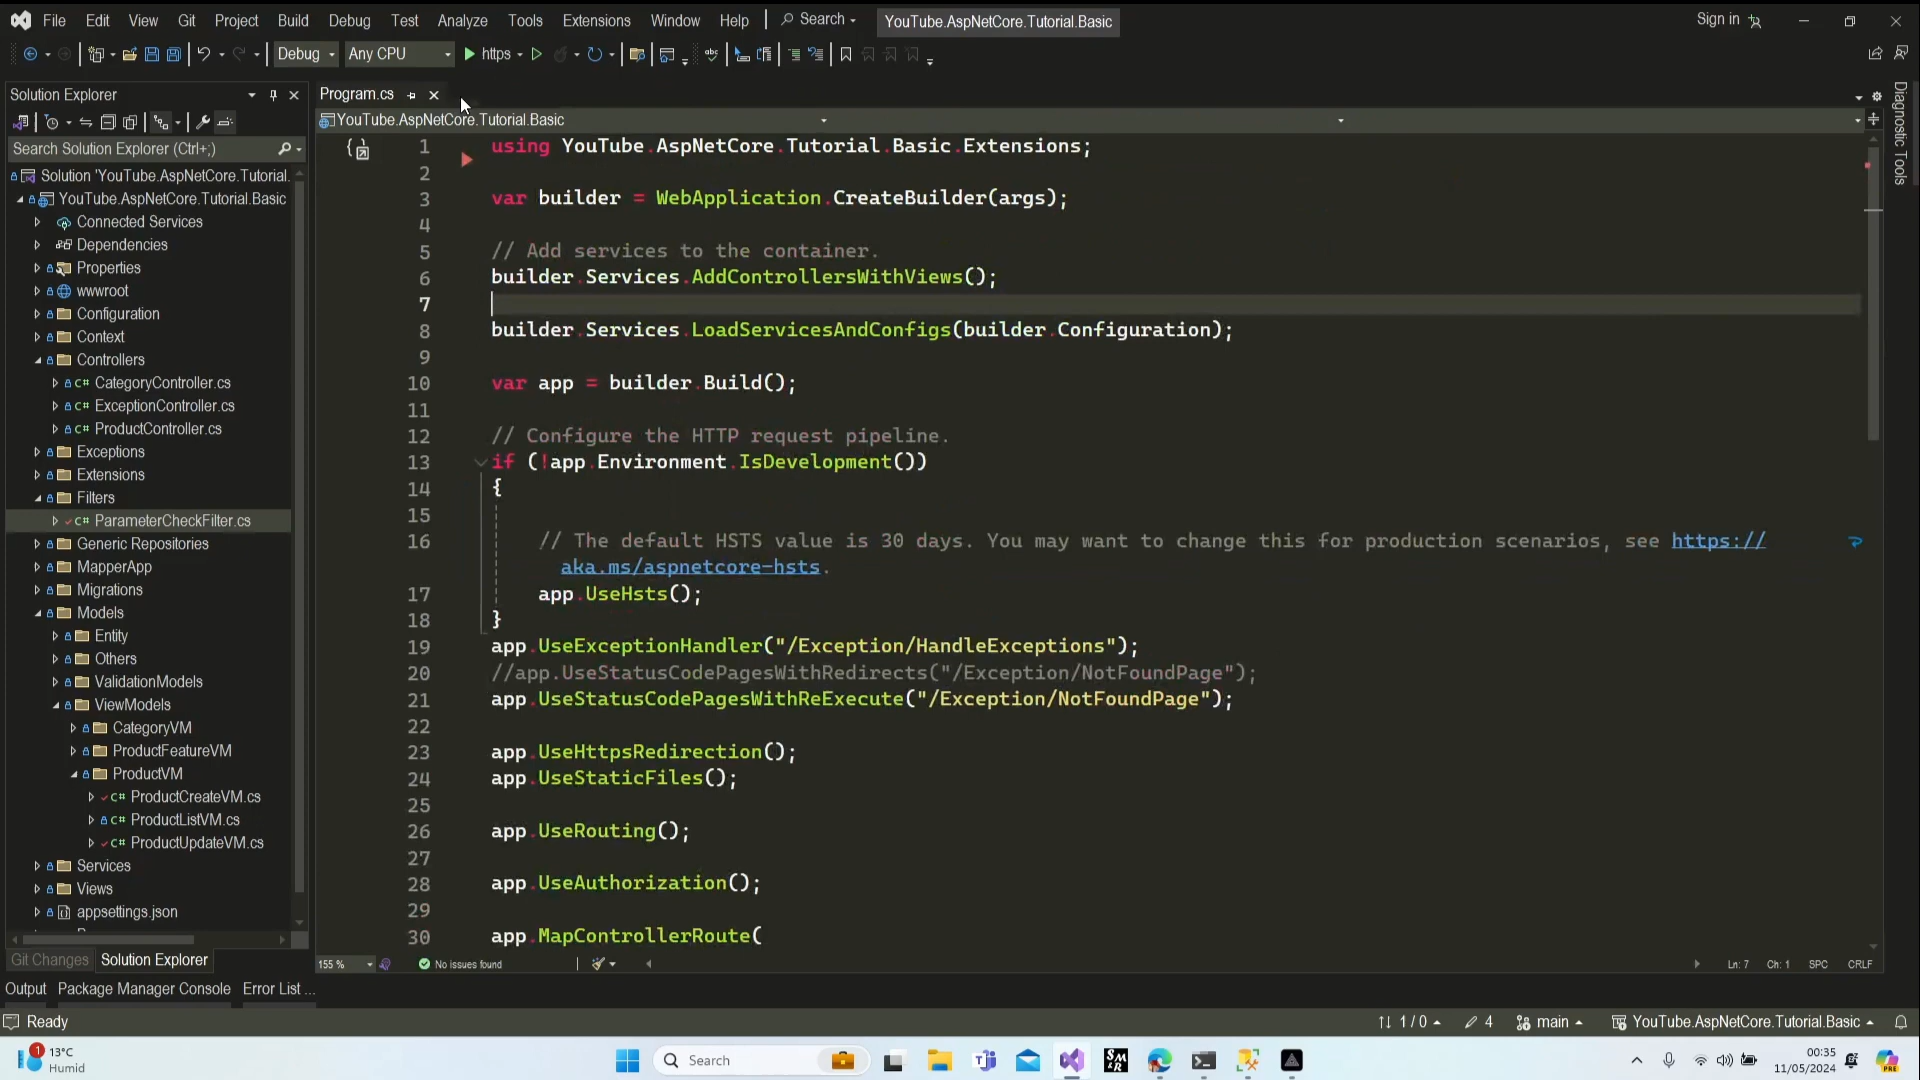 File Edit View Git Project Build Debug Test Analyze Tools Extensions Window Help Search YouTube.AspNetCore.Tutorial.Basic Sign in
Debug Any CPU https
Solution Explorer
Search Solution Explorer (Ctrl+;)
Solution 'YouTube.AspNetCore.Tutorial.
YouTube.AspNetCore.Tutorial.Basic
Connected Services
Dependencies
Properties
wwwroot
Configuration
Context
Controllers
C# CategoryController.cs
C# ExceptionController.cs
C# ProductController.cs
Exceptions
Extensions
Filters
C# ParameterCheckFilter.cs
Generic Repositories
MapperApp
Migrations
Models
Entity
Others
ValidationModels
ViewModels
CategoryVM
ProductFeatureVM
ProductVM
C# ProductCreateVM.cs
C# ProductListVM.cs
C# ProductUpdateVM.cs
Services
Views
appsettings.json
Git Changes Solution Explorer
Program.cs
YouTube.AspNetCore.Tutorial.Basic
1 using YouTube.AspNetCore.Tutorial.Basic.Extensions;
2
3 var builder = WebApplication.CreateBuilder(args);
4
5 // Add services to the container.
6 builder.Services.AddControllersWithViews();
7
8 builder.Services.LoadServicesAndConfigs(builder.Configuration);
9
10 var app = builder.Build();
11
12 // Configure the HTTP request pipeline.
13 if (!app.Environment.IsDevelopment())
14 {
15
16 // The default HSTS value is 30 days. You may want to change this for production scenarios, see https://
aka.ms/aspnetcore-hsts.
17 app.UseHsts();
18 }
19 app.UseExceptionHandler("/Exception/HandleExceptions");
20 //app.UseStatusCodePagesWithRedirects("/Exception/NotFoundPage");
21 app.UseStatusCodePagesWithReExecute("/Exception/NotFoundPage");
22
23 app.UseHttpsRedirection();
24 app.UseStaticFiles();
25
26 app.UseRouting();
27
28 app.UseAuthorization();
29
30 app.MapControllerRoute(
155 % No issues found Ln: 7 Ch: 1 SPC CRLF
Diagnostic Tools
Output Package Manager Console Error List ...
Ready 1 / 0 4 main YouTube.AspNetCore.Tutorial.Basic
1 13°C
Humid
Search
00:35
11/05/2024
PRE